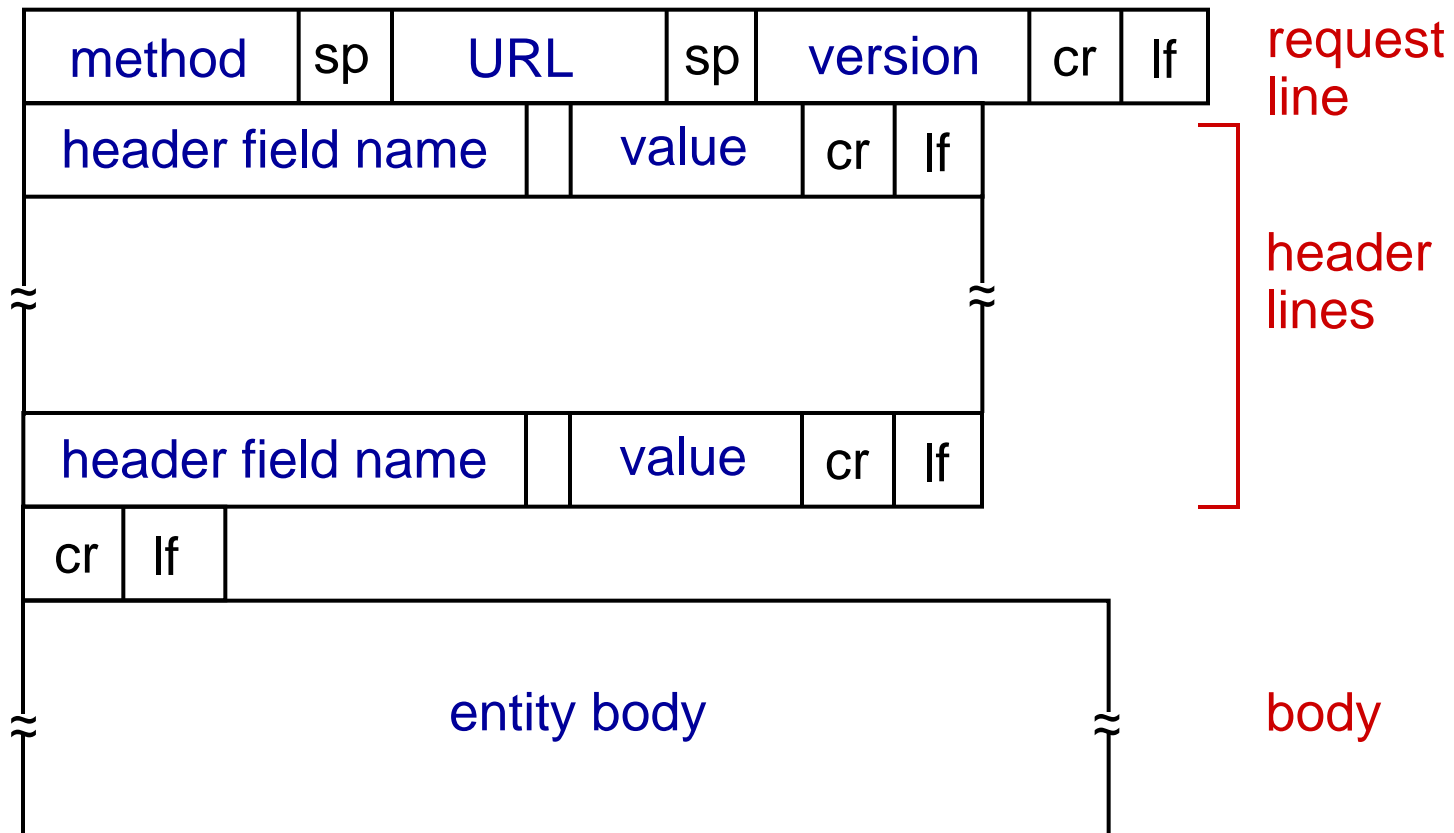 method sp URL sp version cr lf
request
line
header field name value cr lf
header
lines
≈ ≈
header field name value cr lf
cr lf
≈ entity body ≈
body